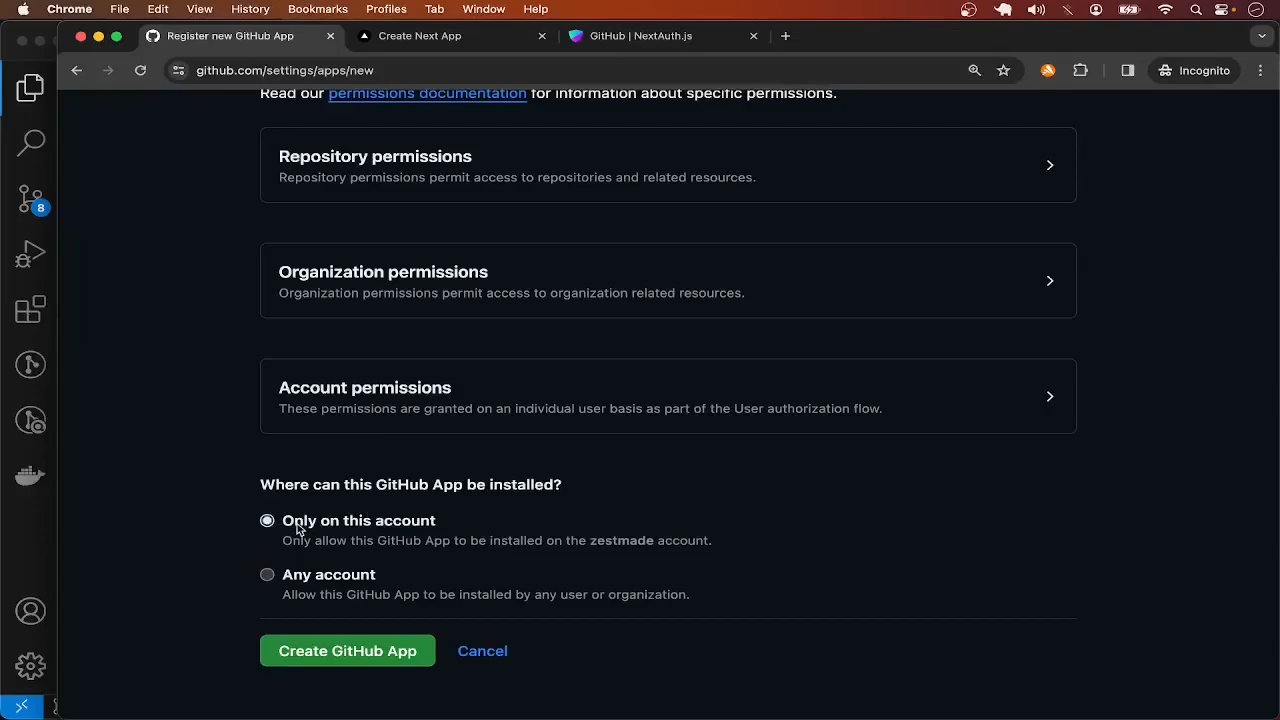 Chrome File Edit View History Bookmarks Profiles Tab Window Help
Register new GitHub App
Create Next App
GitHub | NextAuth.js
github.com/settings/apps/new
Incognito
8
Read our permissions documentation for information about specific permissions.
Repository permissions
Repository permissions permit access to repositories and related resources.
Organization permissions
Organization permissions permit access to organization related resources.
Account permissions
These permissions are granted on an individual user basis as part of the User authorization flow.
Where can this GitHub App be installed?
Only on this account
Only allow this GitHub App to be installed on the zestmade account.
Any account
Allow this GitHub App to be installed by any user or organization.
Create GitHub App
Cancel